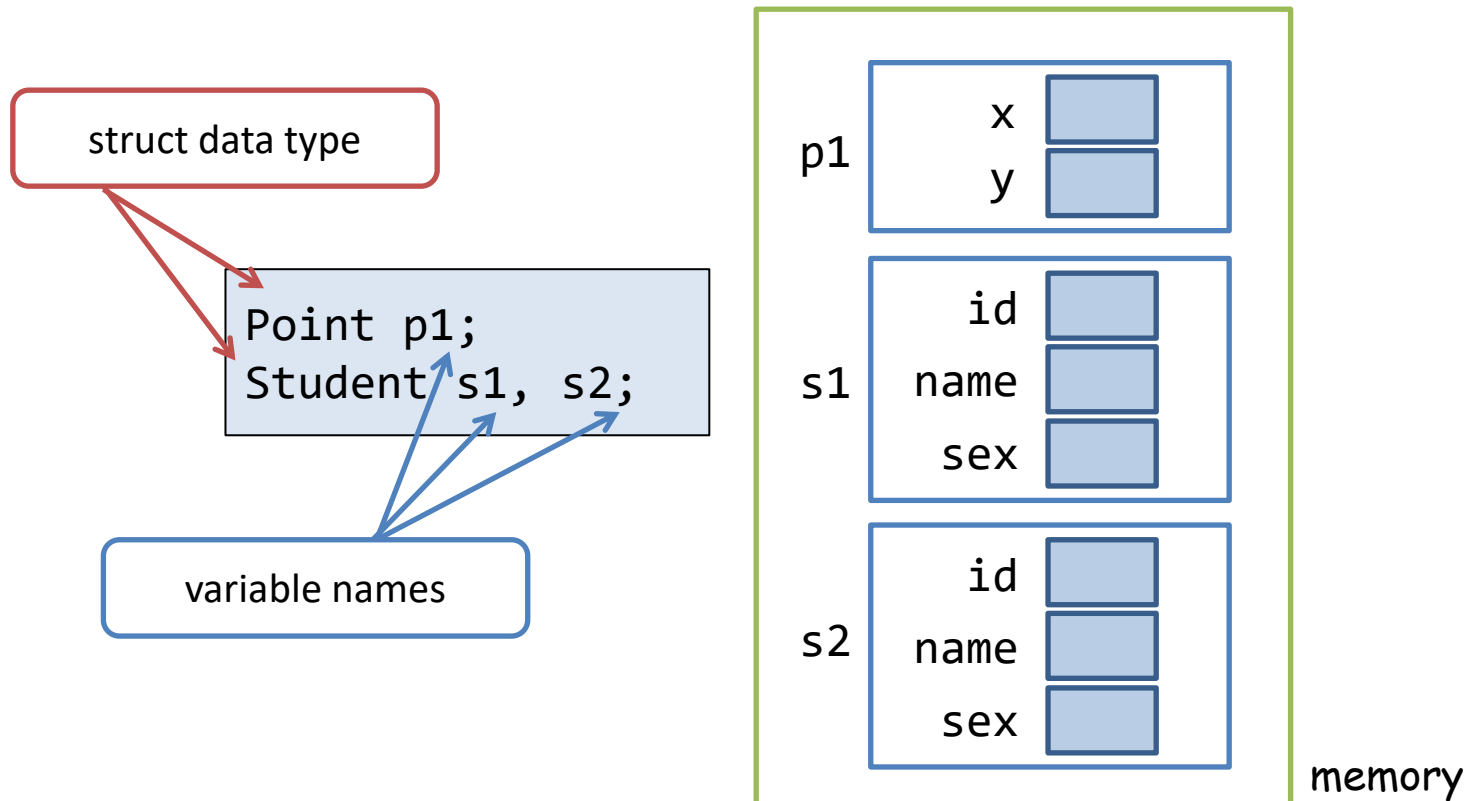 struct data type
Point p1;
Student s1, s2;
variable names
p1
x
y
s1
id
name
sex
s2
id
name
sex
memory